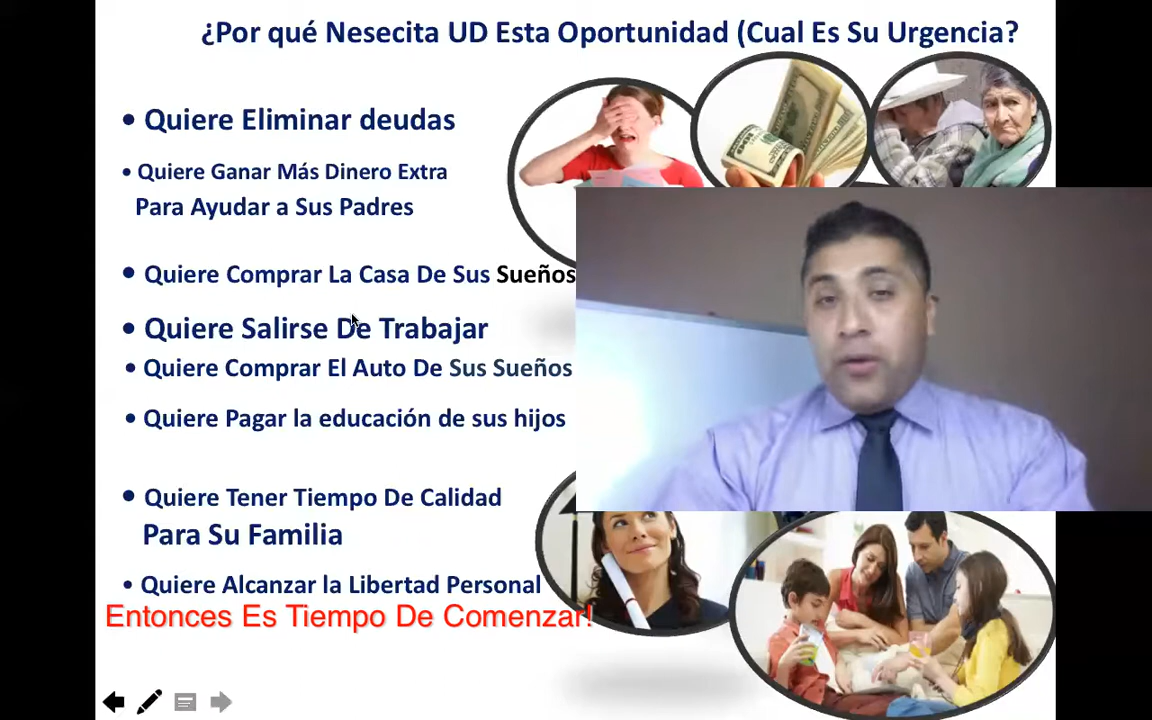 ¿Por qué Nesecita UD Esta Oportunidad (Cual Es Su Urgencia?
• Quiere Eliminar deudas
• Quiere Ganar Más Dinero Extra
Para Ayudar a Sus Padres
• Quiere Comprar La Casa De Sus Sueños
• Quiere Salirse De Trabajar
• Quiere Comprar El Auto De Sus Sueños
• Quiere Pagar la educación de sus hijos
• Quiere Tener Tiempo De Calidad
Para Su Familia
• Quiere Alcanzar la Libertad Personal
Entonces Es Tiempo De Comenzar!